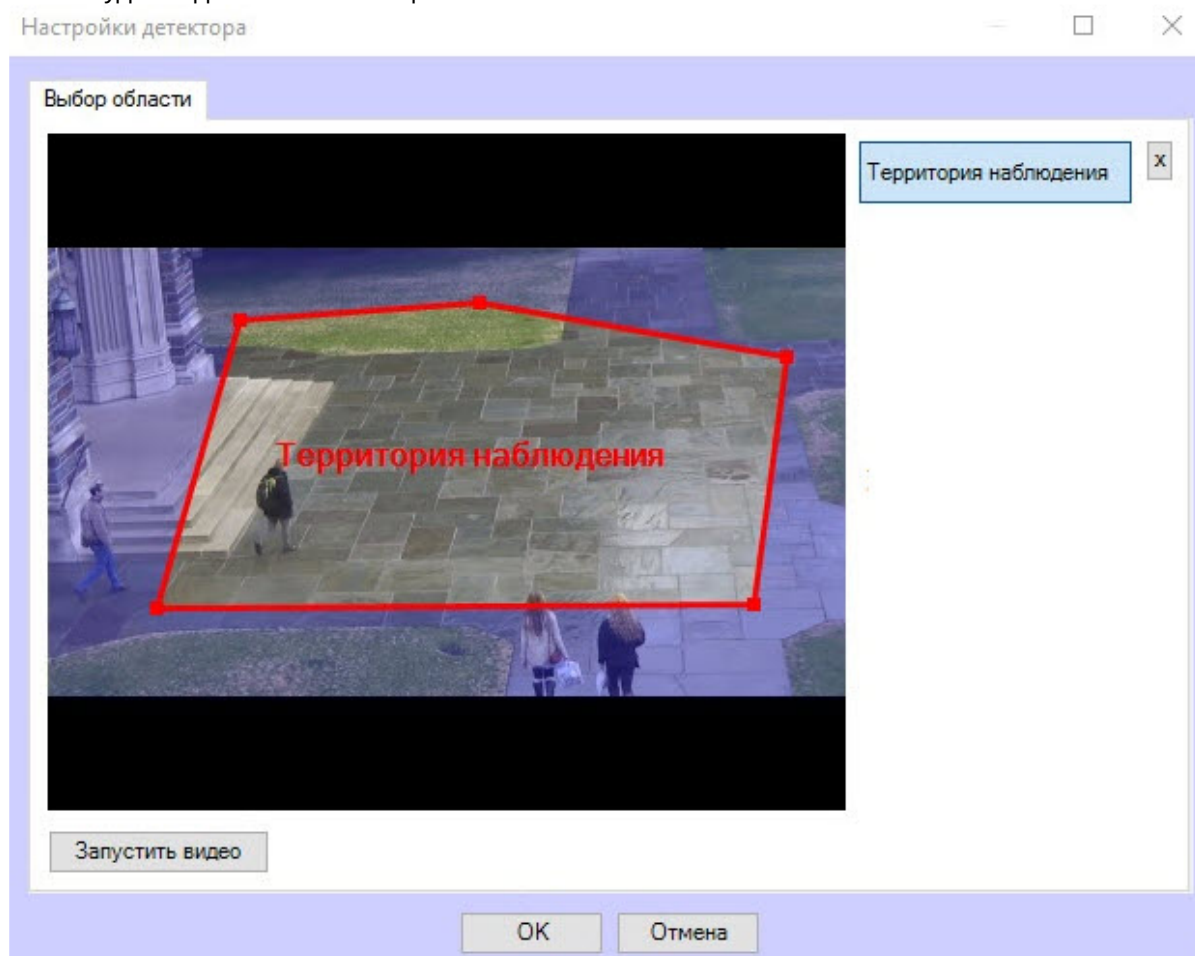 Настройки детектора
Выбор области
Территория наблюдения
x
Территория наблюдения
Запустить видео
OK
Отмена